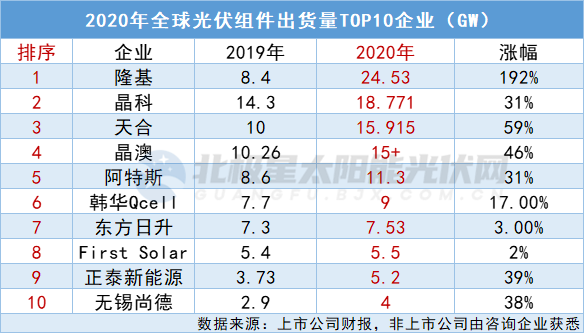 2020年全球光伏组件出货量TOP10企业（GW）
排序 企业 2019年 2020年 涨幅
1 隆基 8.4 24.53 192%
2 晶科 14.3 18.771 31%
3 天合 10 15.915 59%
4 晶澳 10.26 15+ 46%
5 阿特斯 8.6 11.3 31%
6 韩华Qcell 7.7 9 17.00%
7 东方日升 7.3 7.53 3.00%
8 First Solar 5.4 5.5 2%
9 正泰新能源 3.73 5.2 39%
10 无锡尚德 2.9 4 38%
数据来源：上市公司财报，非上市公司由咨询企业获悉
北极星太阳能光伏网
GUANGFU.BJX.COM.CN